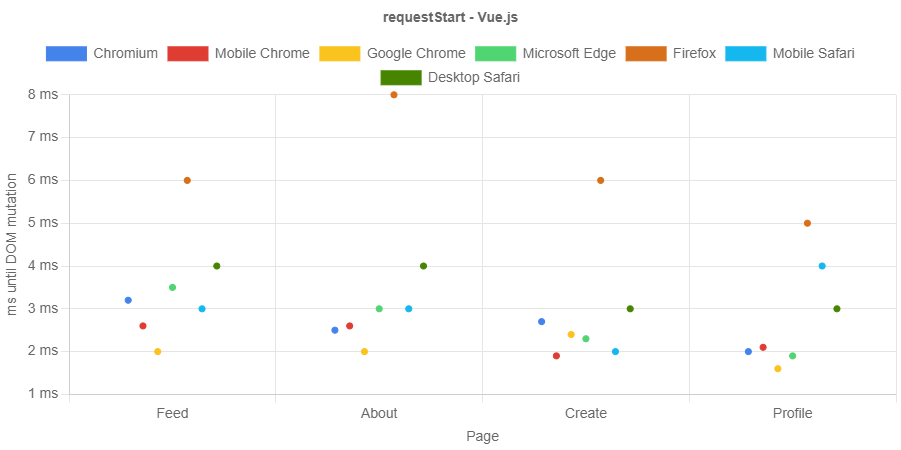 requestStart - Vue.js
Chromium Mobile Chrome Google Chrome Microsoft Edge Firefox Mobile Safari
Desktop Safari
8 ms
7 ms
6 ms
5 ms
4 ms
3 ms
2 ms
1 ms
ms until DOM mutation
Feed About Create Profile
Page